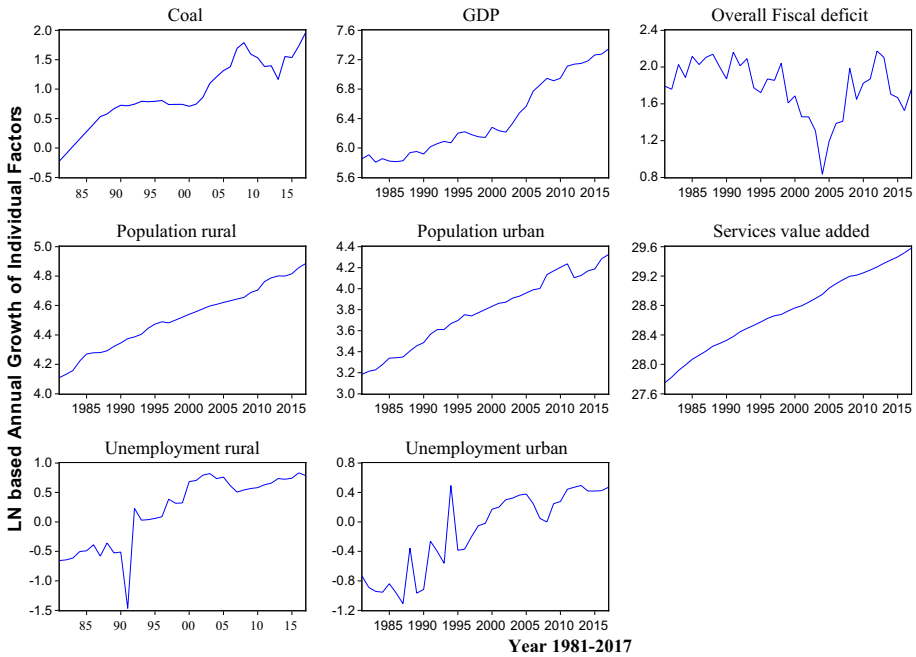 LN based Annual Growth of Individual Factors
Coal
2.0
1.5
1.0
0.5
0.0
-0.5
85 90 95 00 05 10 15
GDP
7.6
7.2
6.8
6.4
6.0
5.6
1985 1990 1995 2000 2005 2010 2015
Overall Fiscal deficit
2.4
2.0
1.6
1.2
0.8
1985 1990 1995 2000 2005 2010 2015
Population rural
5.0
4.8
4.6
4.4
4.2
4.0
1985 1990 1995 2000 2005 2010 2015
Population urban
4.4
4.2
4.0
3.8
3.6
3.4
3.2
3.0
1985 1990 1995 2000 2005 2010 2015
Services value added
29.6
29.2
28.8
28.4
28.0
27.6
1985 1990 1995 2000 2005 2010 2015
Unemployment rural
1.0
0.5
0.0
-0.5
-1.0
-1.5
85 90 95 00 05 10 15
Unemployment urban
0.8
0.4
0.0
-0.4
-0.8
-1.2
1985 1990 1995 2000 2005 2010 2015
Year 1981-2017